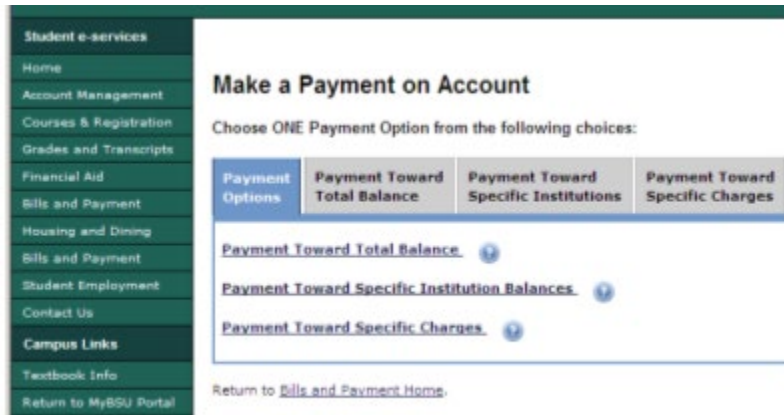 Student e-services
Home
Account Management
Courses & Registration
Grades and Transcripts
Financial Aid
Bills and Payment
Housing and Dining
Bills and Payment
Student Employment
Contact Us
Campus Links
Textbook Info
Return to MyBSU Portal
Make a Payment on Account
Choose ONE Payment Option from the following choices:
Payment Options
Payment Toward Total Balance
Payment Toward Specific Institutions
Payment Toward Specific Charges
Payment Toward Total Balance ?
Payment Toward Specific Institution Balances ?
Payment Toward Specific Charges ?
Return to Bills and Payment Home.